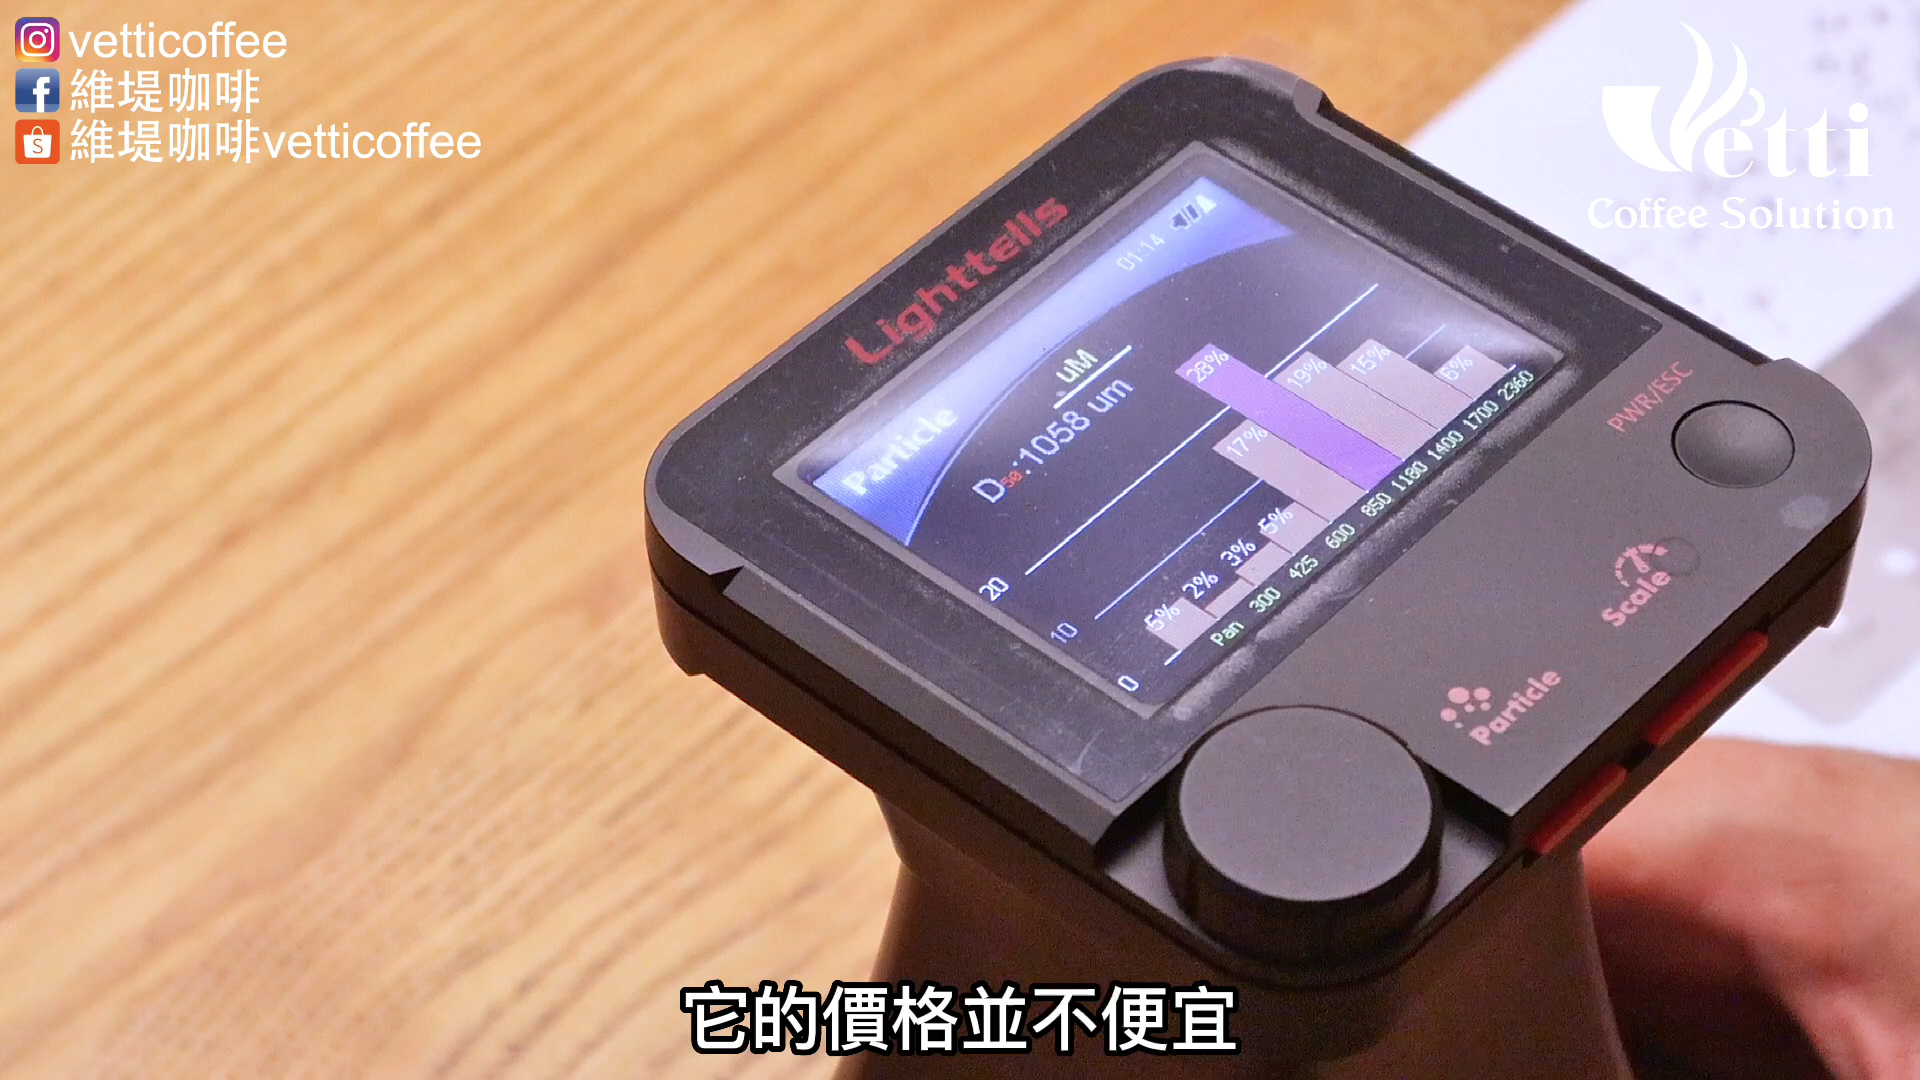 vetticoffee
維堤咖啡
維堤咖啡vetticoffee
Vetti
Coffee Solution
Lighttells
01:14
Particle
uM
D50:1058 um
28%
19%
15%
6%
17%
5%
3%
2%
5%
20
10
0
Pan 300 425 600 850 1180 1400 1700 2360
PWR/ESC
Scale
Particle
它的價格並不便宜